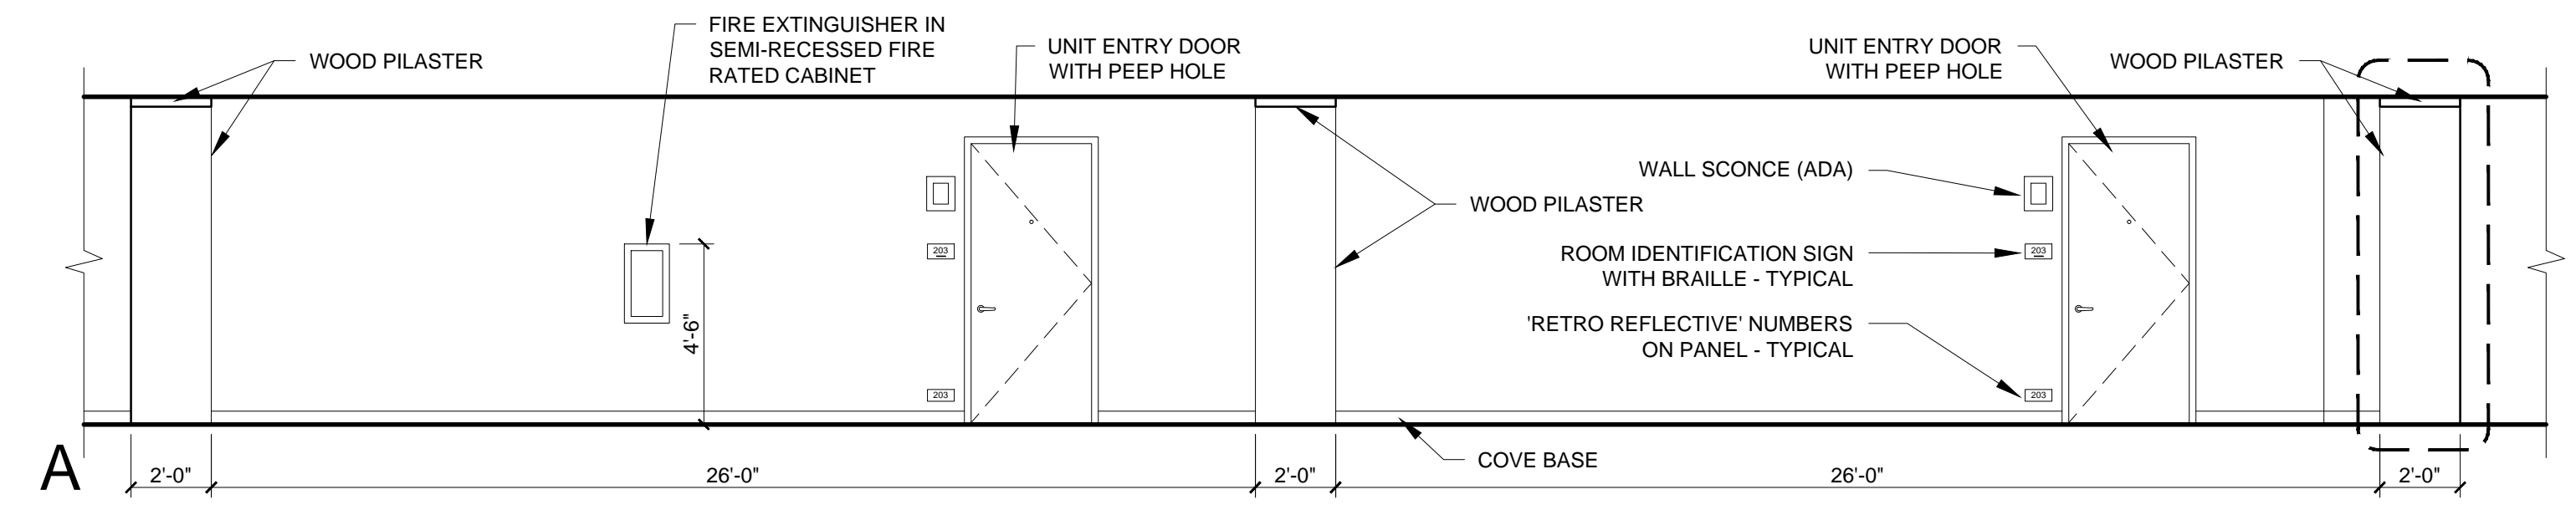 FIRE EXTINGUISHER IN
SEMI-RECESSED FIRE
RATED CABINET
WOOD PILASTER
UNIT ENTRY DOOR
WITH PEEP HOLE
UNIT ENTRY DOOR
WITH PEEP HOLE
WOOD PILASTER
WALL SCONCE (ADA)
WOOD PILASTER
203
ROOM IDENTIFICATION SIGN
WITH BRAILLE - TYPICAL
203
4'-6"
'RETRO REFLECTIVE' NUMBERS
ON PANEL - TYPICAL
203
203
COVE BASE
A
2'-0"
26'-0"
2'-0"
26'-0"
2'-0"